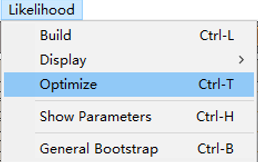 Likelihood
Build Ctrl-L
Display
Optimize Ctrl-T
Show Parameters Ctrl-H
General Bootstrap Ctrl-B